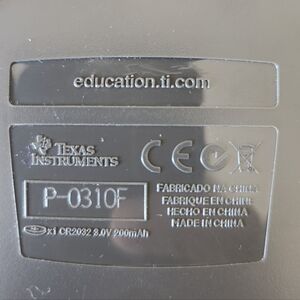 education.ti.com
TEXAS
INSTRUMENTS
CE
P-0310F
x1 CR2032 3.0V 200mAh
FABRICADO NA CHINA
FABRIQUE EN CHINE
HECHO EN CHINA
MADE IN CHINA